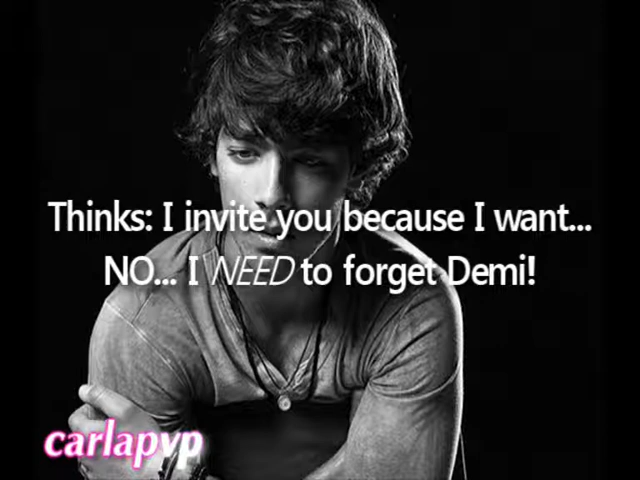 Thinks: I invite you because I want...
NO... I NEED to forget Demi!
carlapvp